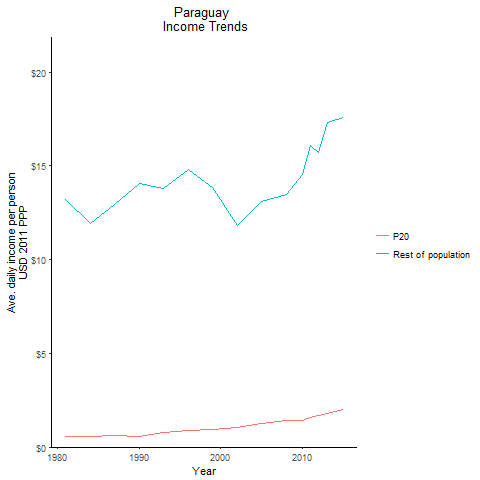 Paraguay
Income Trends
$20
$15
$10
$5
$0
Ave. daily income per person
USD 2011 PPP
1980 1990 2000 2010
Year
P20
Rest of population